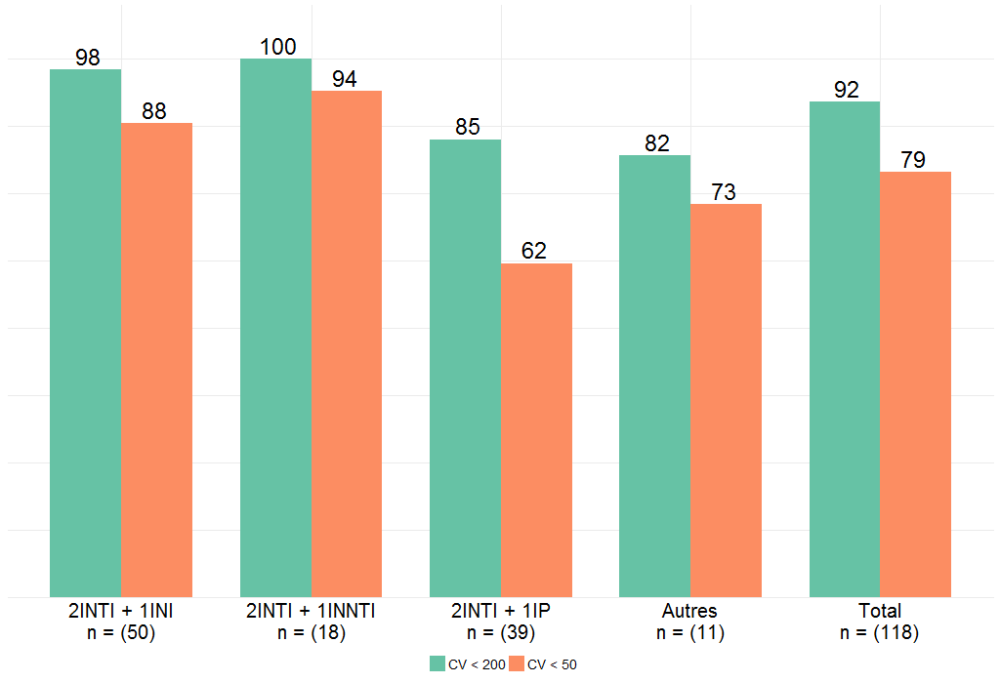 98
88
100
94
85
62
82
73
92
79
2INTI + 1INI
n = (50)
2INTI + 1INNTI
n = (18)
2INTI + 1IP
n = (39)
Autres
n = (11)
Total
n = (118)
CV < 200 CV < 50